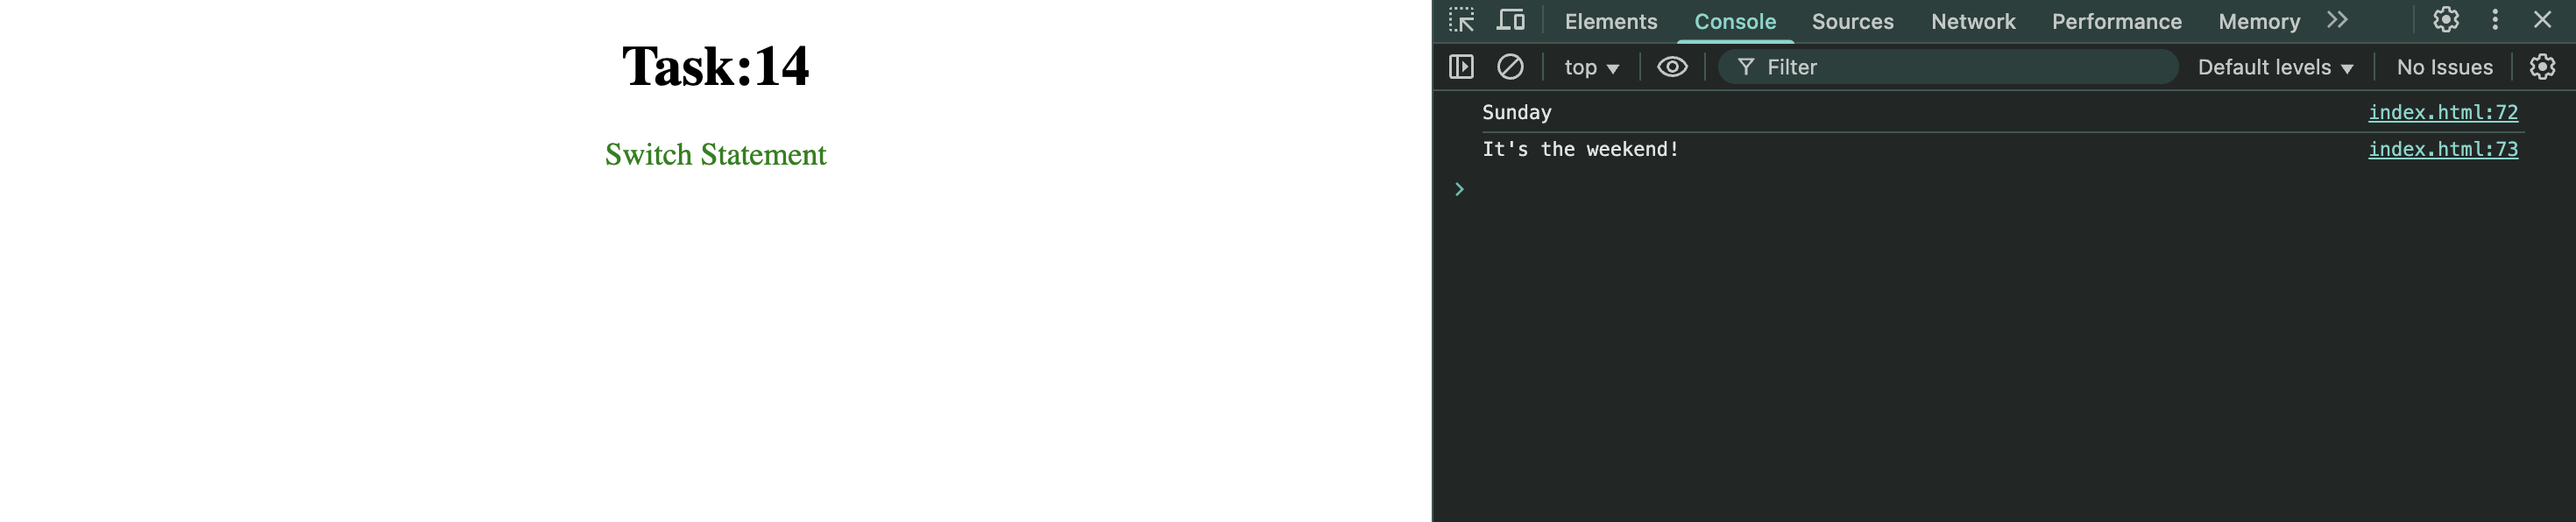 Task:14
Switch Statement
Elements Console Sources Network Performance Memory
top Filter Default levels No Issues
Sunday index.html:72
It's the weekend! index.html:73